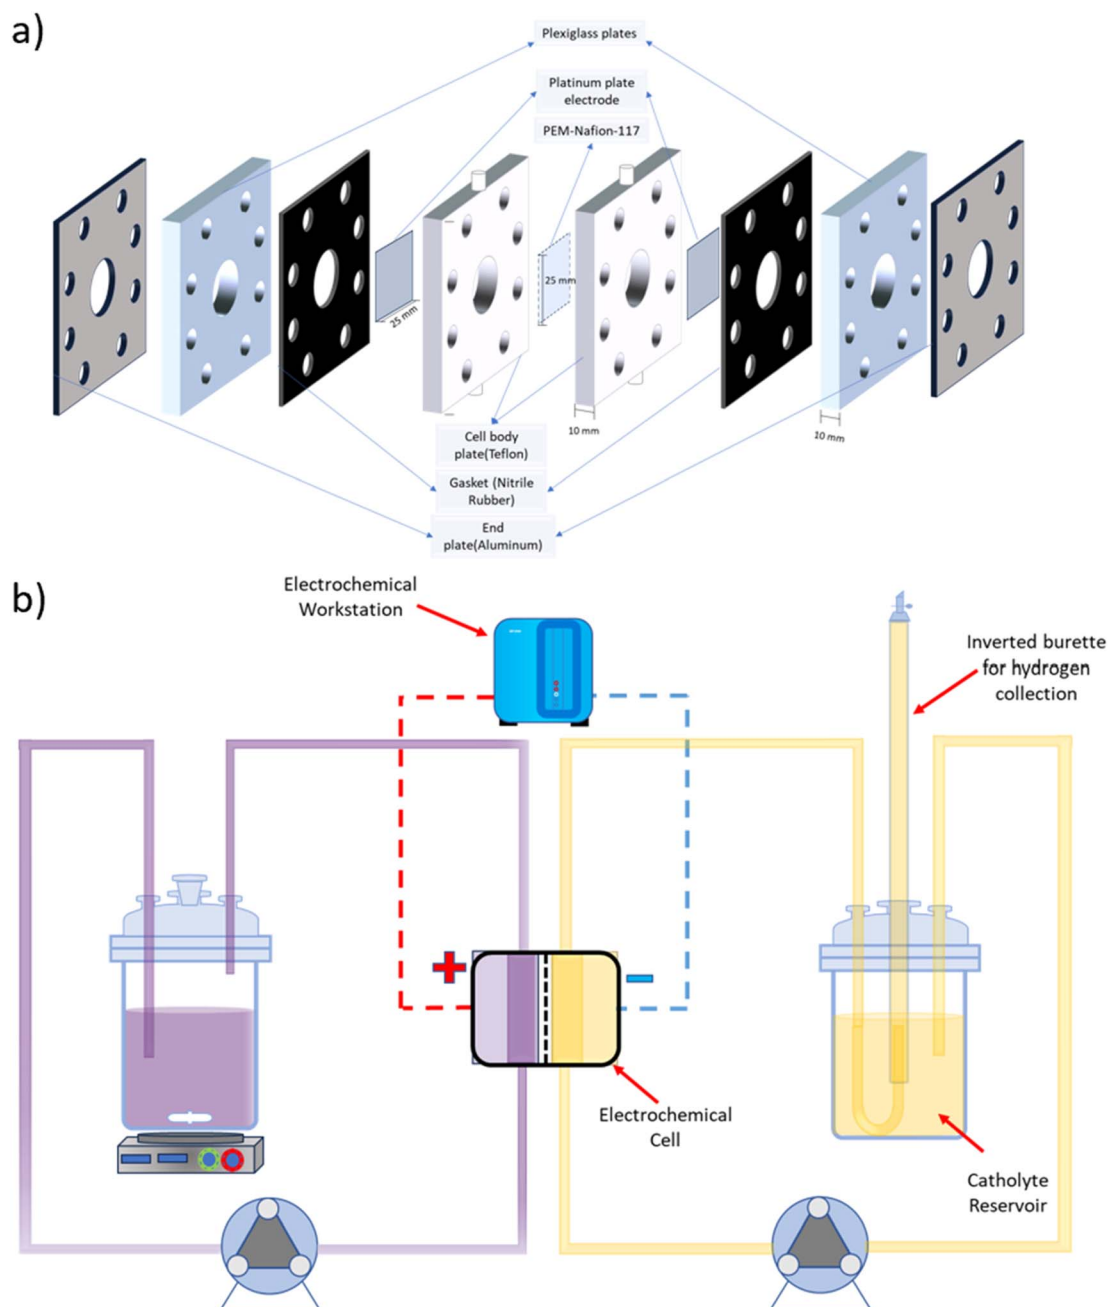 a)
Plexiglass plates
Platinum plate
electrode
PEM-Nafion-117
25 mm
25 mm
10 mm
10 mm
Cell body
plate(Teflon)
Gasket (Nitrile
Rubber)
End
plate(Aluminum)
b)
Electrochemical
Workstation
Inverted burette
for hydrogen
collection
+
-
Electrochemical
Cell
Catholyte
Reservoir